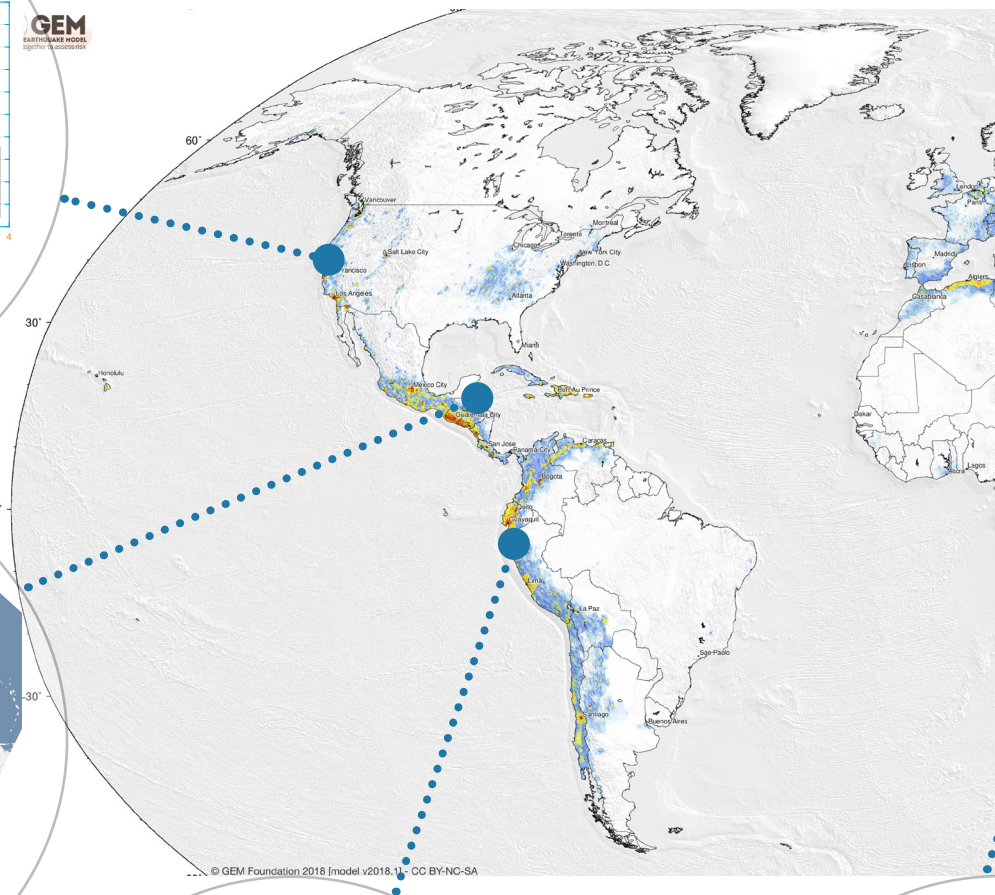 GEM
EARTHQUAKE MODEL
together to assess risk
60°
Vancouver
Montreal
Toronto
Chicago
New York City
Salt Lake City
Washington, D.C.
Francisco
Los Angeles
Atlanta
London
Paris
Madrid
Lisbon
Algiers
Casablanca
30°
Miami
Honolulu
Mexico City
Port Au Prince
Guatemala City
Dakar
San Jose
Panama City
Caracas
Accra
Lagos
Bogota
Quito
Guayaquil
Lima
La Paz
Sao Paulo
-30°
Santiago
Buenos Aires
4
© GEM Foundation 2018 [model v2018.1] - CC BY-NC-SA